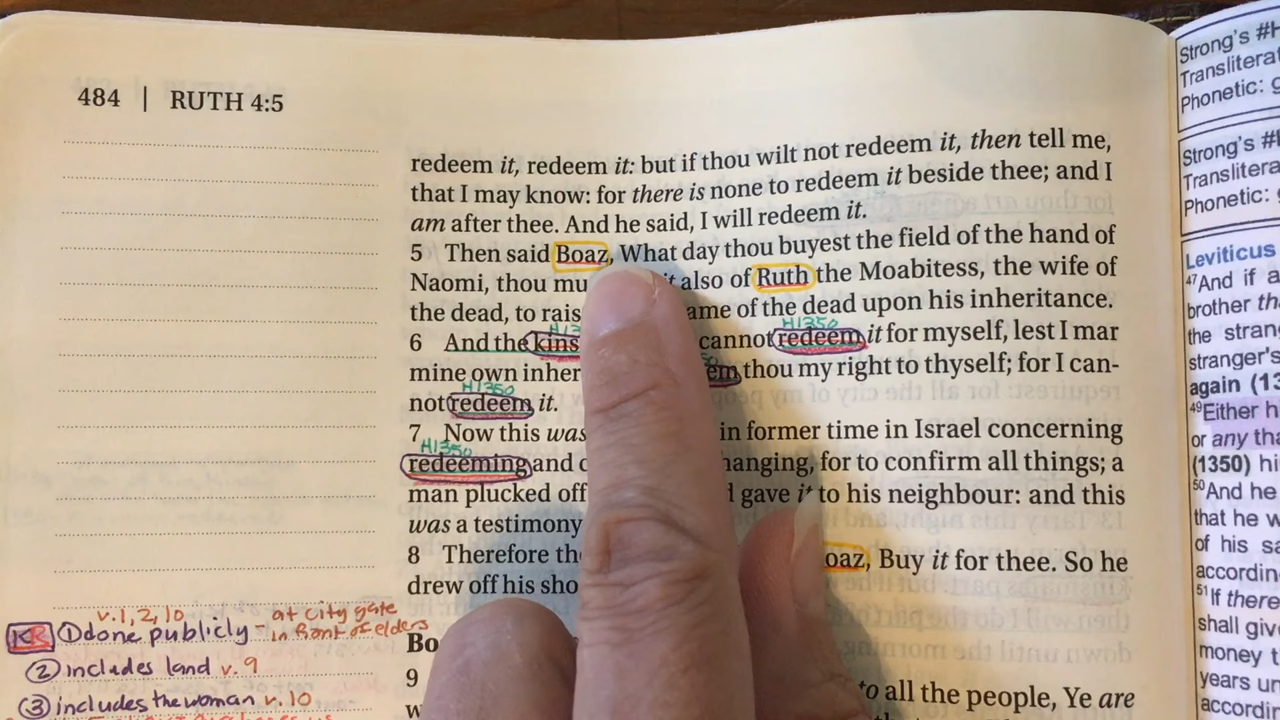 484 | RUTH 4:5
redeem it, redeem it: but if thou wilt not redeem it, then tell me,
that I may know: for there is none to redeem it beside thee; and I
am after thee. And he said, I will redeem it.
5 Then said Boaz, What day thou buyest the field of the hand of
Naomi, thou mu it also of Ruth the Moabitess, the wife of
the dead, to rais ame of the dead upon his inheritance.
H13 H1350
6 And the kins cannot redeem it for myself, lest I mar
50
mine own inher em thou my right to thyself; for I can-
H1350
not redeem it.
7 Now this was in former time in Israel concerning
H1350
redeeming and c hanging, for to confirm all things; a
man plucked off d gave it to his neighbour: and this
was a testimony
8 Therefore th oaz, Buy it for thee. So he
drew off his sho
Bo
9 to all the people, Ye are
w
v.1, 2, 10 at city gate
KR 1 done publicly - in front of elders
2 includes land v.9
3 includes the woman v.10
Strong's #H
Translitera
Phonetic: g
Strong's #
Translitera
Phonetic:
Leviticus
47And if a
brother th
the stran
stranger's
again (13
49Either h
or any tha
(1350) hi
50And he
that he w
of his sa
accordin
51If there
shall give
money t
years un
accordin